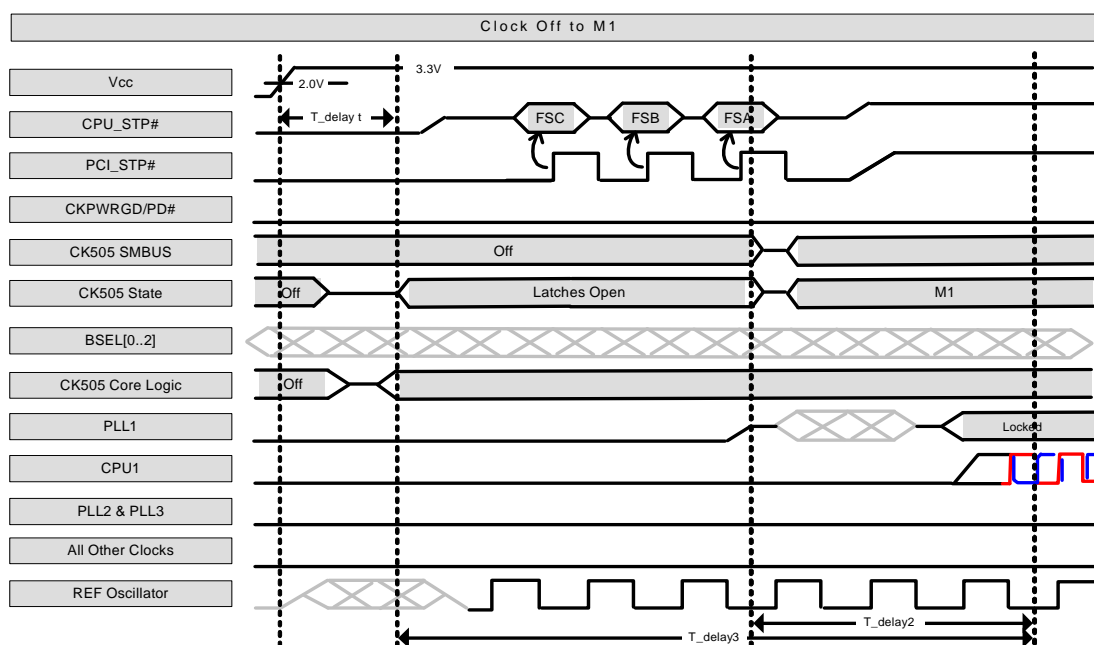 Clock Off to M1
Vcc
2.0V
3.3V
CPU_STP#
T_delay t
FSC
FSB
FSA
PCI_STP#
CKPWRGD/PD#
CK505 SMBUS
Off
CK505 State
Off
Latches Open
M1
BSEL[0..2]
CK505 Core Logic
Off
PLL1
Locked
CPU1
PLL2 & PLL3
All Other Clocks
REF Oscillator
T_delay2
T_delay3